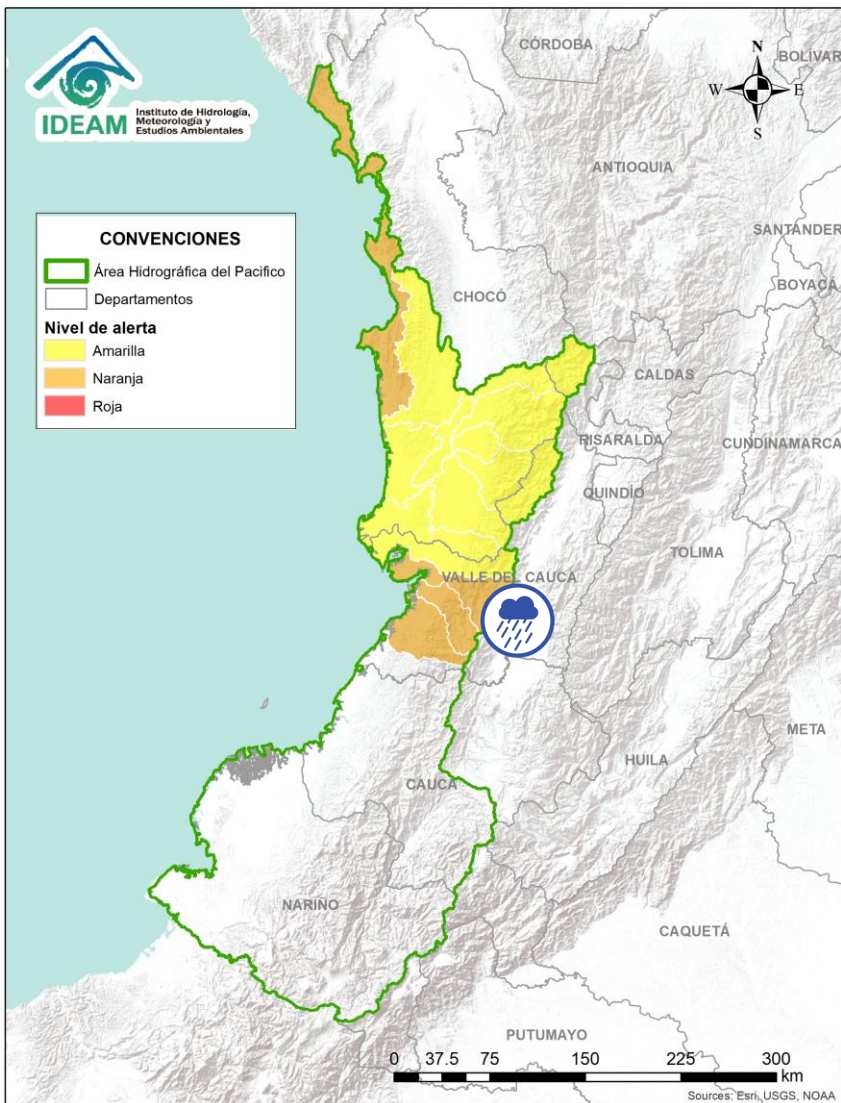 IDEAM
Instituto de Hidrología,
Meteorología y
Estudios Ambientales
CÓRDOBA
BOLÍVAR
N
W
E
S
ANTIOQUIA
SANTANDER
BOYACÁ
CONVENCIONES
Área Hidrográfica del Pacifico
Departamentos
Nivel de alerta
Amarilla
Naranja
Roja
CHOCÓ
CALDAS
RISARALDA
CUNDINAMARCA
QUINDÍO
TOLIMA
VALLE DEL CAUCA
META
HUILA
CAUCA
NARIÑO
CAQUETÁ
PUTUMAYO
0 37.5 75 150 225 300
km
Sources: Esri, USGS, NOAA